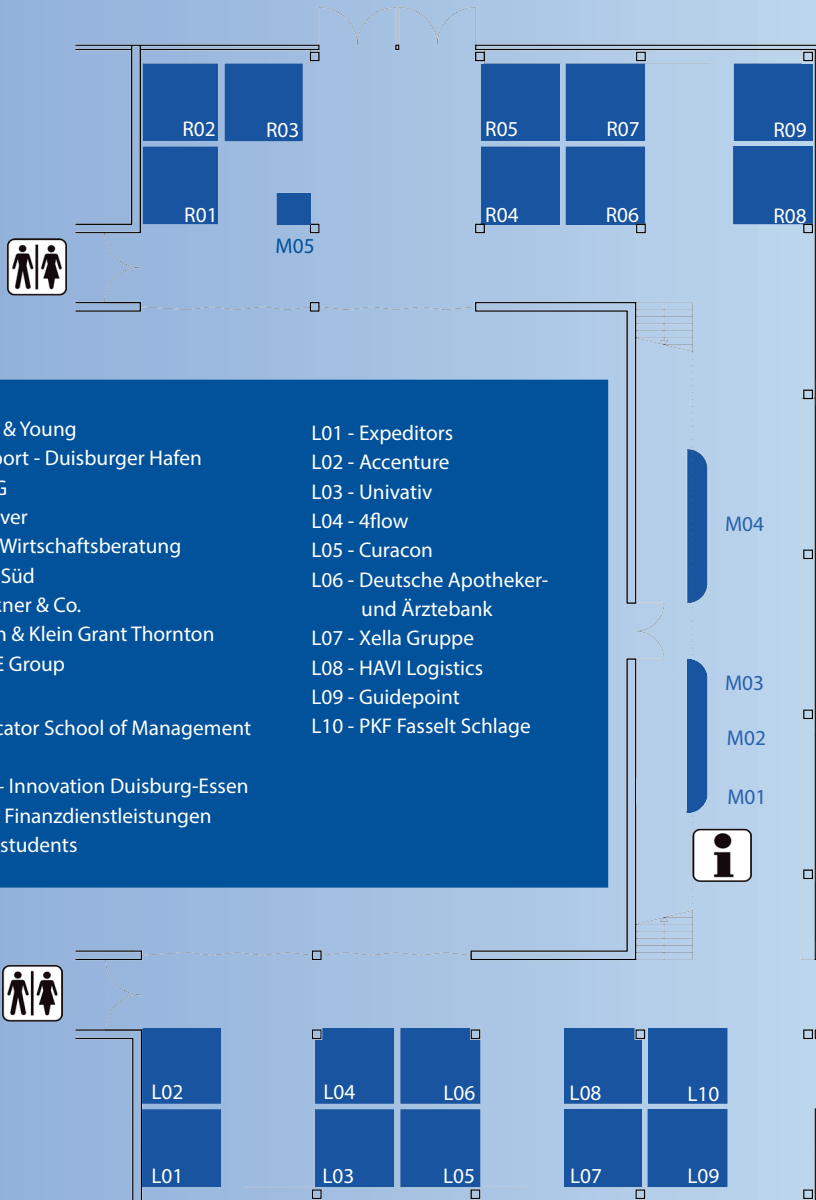 R02
R03
R05
R07
R09
R01
R04
R06
R08
M05
& Young
port - Duisburger Hafen
G
ver
Wirtschaftsberatung
Süd
kner & Co.
n & Klein Grant Thornton
E Group
cator School of Management
- Innovation Duisburg-Essen
Finanzdienstleistungen
students
L01 - Expeditors
L02 - Accenture
L03 - Univativ
L04 - 4flow
L05 - Curacon
L06 - Deutsche Apotheker-
und Ärztebank
L07 - Xella Gruppe
L08 - HAVI Logistics
L09 - Guidepoint
L10 - PKF Fasselt Schlage
M04
M03
M02
M01
i
L02
L04
L06
L08
L10
L01
L03
L05
L07
L09